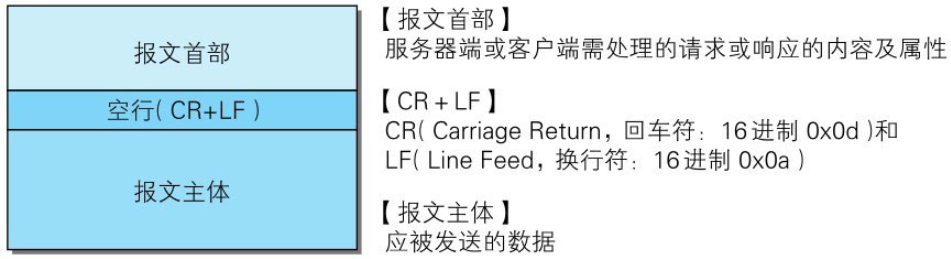 报文首部
空行( CR+LF )
报文主体
【报文首部】
服务器端或客户端需处理的请求或响应的内容及属性
【CR + LF】
CR( Carriage Return，回车符：16进制 0x0d )和
LF( Line Feed，换行符：16进制 0x0a )
【报文主体】
应被发送的数据